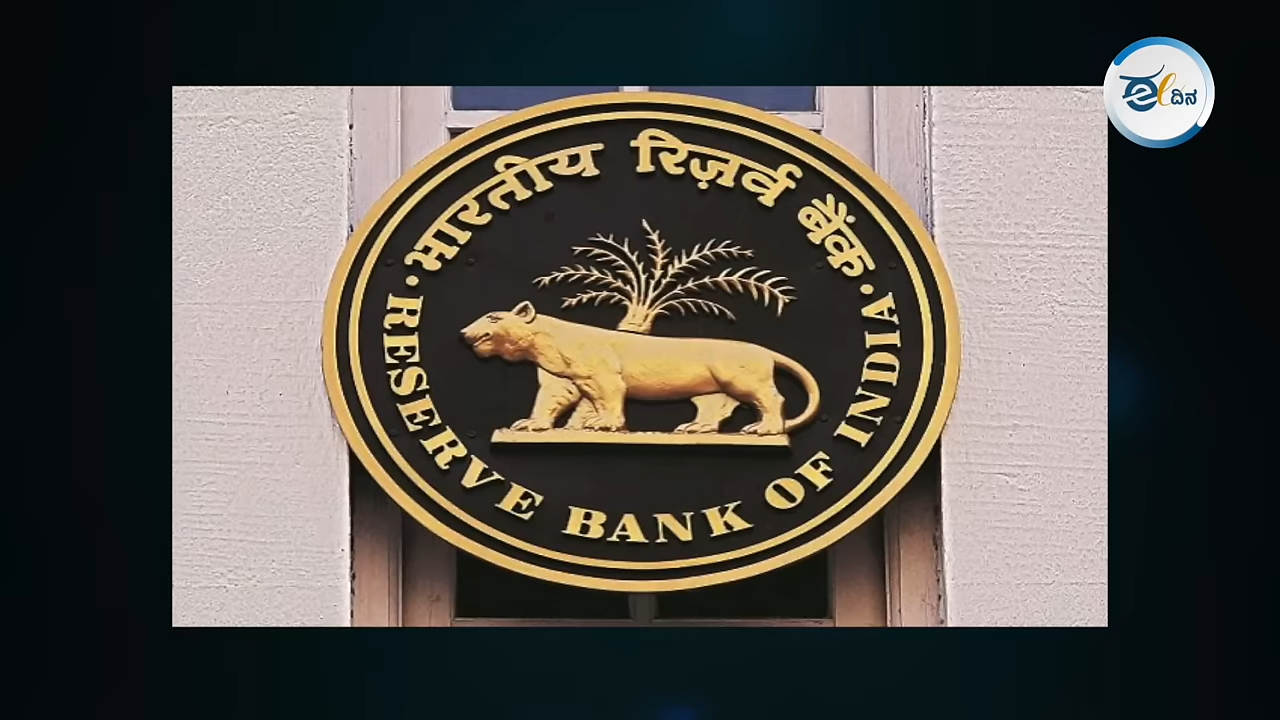 भारतीय रिज़र्व बैंक
RESERVE BANK OF INDIA
ದಿನ